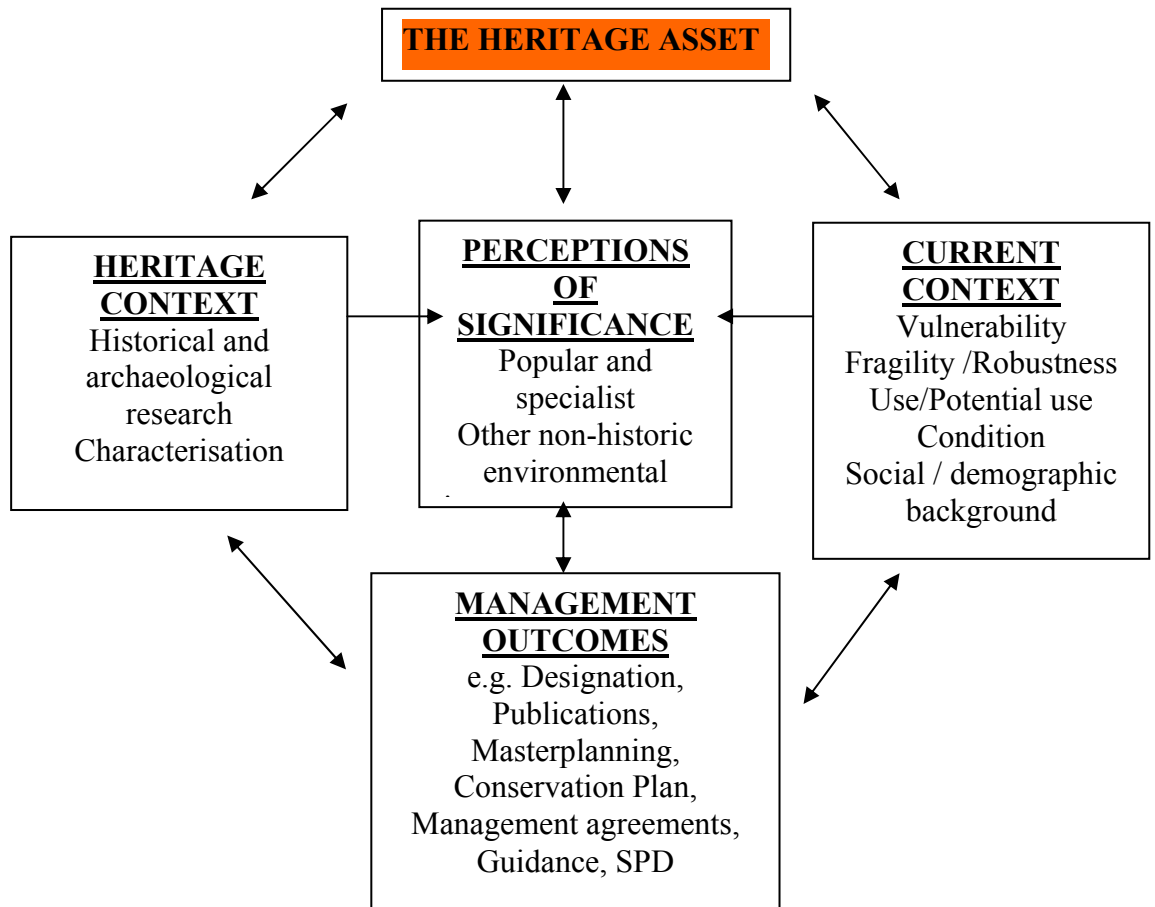 THE HERITAGE ASSET
HERITAGE
CONTEXT
Historical and
archaeological
research
Characterisation
PERCEPTIONS
OF
SIGNIFICANCE
Popular and
specialist
Other non-historic
environmental
CURRENT
CONTEXT
Vulnerability
Fragility /Robustness
Use/Potential use
Condition
Social / demographic
background
MANAGEMENT
OUTCOMES
e.g. Designation,
Publications,
Masterplanning,
Conservation Plan,
Management agreements,
Guidance, SPD